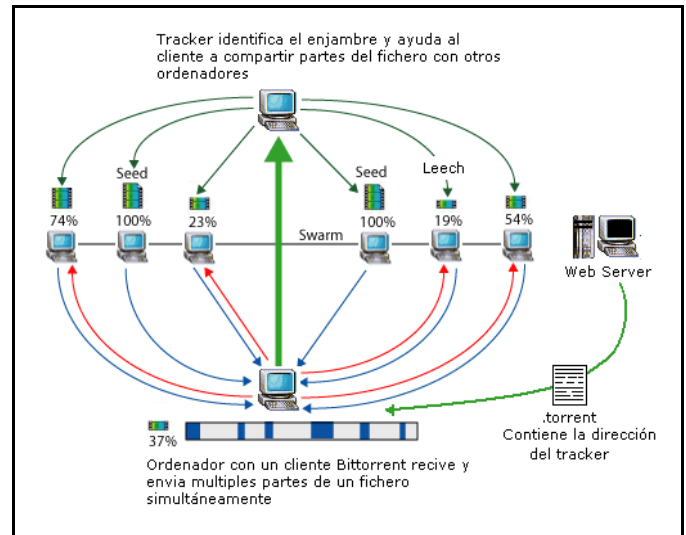 Tracker identifica el enjambre y ayuda al
cliente a compartir partes del fichero con otros
ordenadores
Seed
Seed
Leech
74%
100%
23%
100%
19%
54%
Swarm
Web Server
.torrent
Contiene la dirección
del tracker
37%
Ordenador con un cliente Bittorrent recive y
envia multiples partes de un fichero
simultáneamente